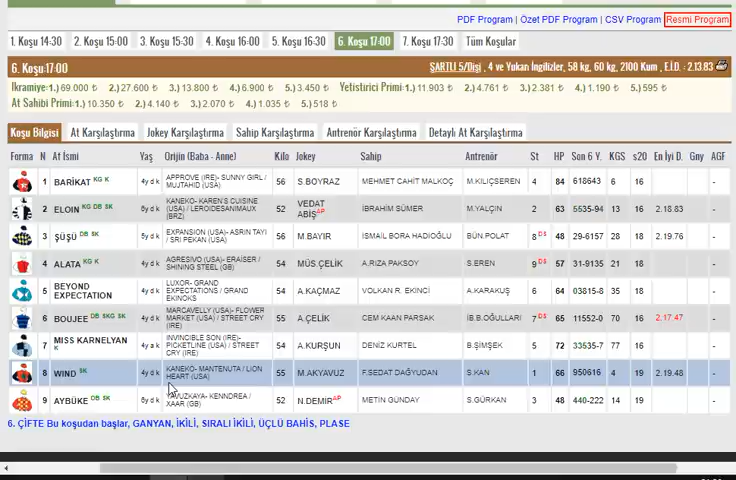 PDF Program | Özet PDF Program | CSV Program | Resmi Program
1. Koşu 14:30 2. Koşu 15:00 3. Koşu 15:30 4. Koşu 16:00 5. Koşu 16:30 6. Koşu 17:00 7. Koşu 17:30 Tüm Koşular
6. Koşu:17:00 ŞARTLI 5/Dişi , 4 ve Yukarı İngilizler, 58 kg, 60 kg, 2100 Kum , E.İ.D. : 2.13.83
Ikramiye: 1.) 69.000 ₺ 2.) 27.600 ₺ 3.) 13.800 ₺ 4.) 6.900 ₺ 5.) 3.450 ₺ Yetistirici Primi: 1.) 11.903 ₺ 2.) 4.761 ₺ 3.) 2.381 ₺ 4.) 1.190 ₺ 5.) 595 ₺
At Sahibi Primi: 1.) 10.350 ₺ 2.) 4.140 ₺ 3.) 2.070 ₺ 4.) 1.035 ₺ 5.) 518 ₺
Koşu Bilgisi At Karşılaştırma Jokey Karşılaştırma Sahip Karşılaştırma Antrenör Karşılaştırma Detaylı At Karşılaştırma
Forma N At İsmi Yaş Orijin (Baba - Anne) Kilo Jokey Sahip Antrenör St HP Son 6 Y. KGS s20 En İyi D. Gny AGF
1 BARİKAT KG K 4y d k APPROVE (IRE)- SUNNY GIRL / MUJTAHID (USA) 56 S.BOYRAZ MEHMET CAHİT MALKOÇ M.KILIÇSEREN 4 84 618643 6 16 -
2 ELOIN KG DB SK 8y d k KANEKO- KAREN'S CUISINE (USA) / LEROIDESANIMAUX (BRZ) 52 VEDAT ABİŞ AP İBRAHİM SÜMER M.YALÇIN 2 63 5535-94 13 16 2.18.83 -
3 ŞÜŞÜ DB SK EXPANSION (USA)- ASRIN TAYI / SRI PEKAN (USA) 56 M.BAYIR İSMAİL BORA HADIOĞLU BÜN.POLAT 8 DS 48 29-6157 28 18 2.19.76 -
4 ALATA KG K 4y d k AGRESIVO (GB)- ERAISER / SHINING STEEL (GB) 54 MÜS.ÇELİK A.RIZA PAKSOY S.EREN 9 DS 57 31-9135 21 18 -
5 BEYOND EXPECTATION 4y d k LUXOR- GRAND EXPECTATIONS / GRAND EKINOKS 54 A.KAÇMAZ VOLKAN R. EKİNCİ A.KARAKUŞ 6 64 03815-8 35 18 -
6 BOUJEE DB SKG SK 4y d k MARCAVELLY (USA)- FLOWER MARKET (USA) / STREET CRY (IRE) 55 A.ÇELİK CEM KAAN PARSAK İB.B.OĞULLARI 7 DS 65 11552-0 70 16 2.17.47 -
7 MISS KARNELYAN K 4y a k INVINCIBLE SON (IRE)- PICKETLINE (USA) / STREET CRY (IRE) 54 A.KURŞUN DENİZ KURTEL B.ŞİMŞEK 5 72 33535-7 77 16 -
8 WIND SK 4y d k KANEKO- MANTENUTA / LION HEART (USA) 55 M.AKYAVUZ F.SEDAT DAĞYUDAN S.KAN 1 66 950616 4 19 2.19.48 -
9 AYBÜKE DB SK YAVUZKAYA- KENNDREA / XAAR (GB) 52 N.DEMİR AP METİN GÜNDAY S.GÜRKAN 3 48 440-222 14 19 -
6. ÇİFTE Bu koşudan başlar, GANYAN, İKİLİ, SIRALI İKİLİ, ÜÇLÜ BAHİS, PLASE